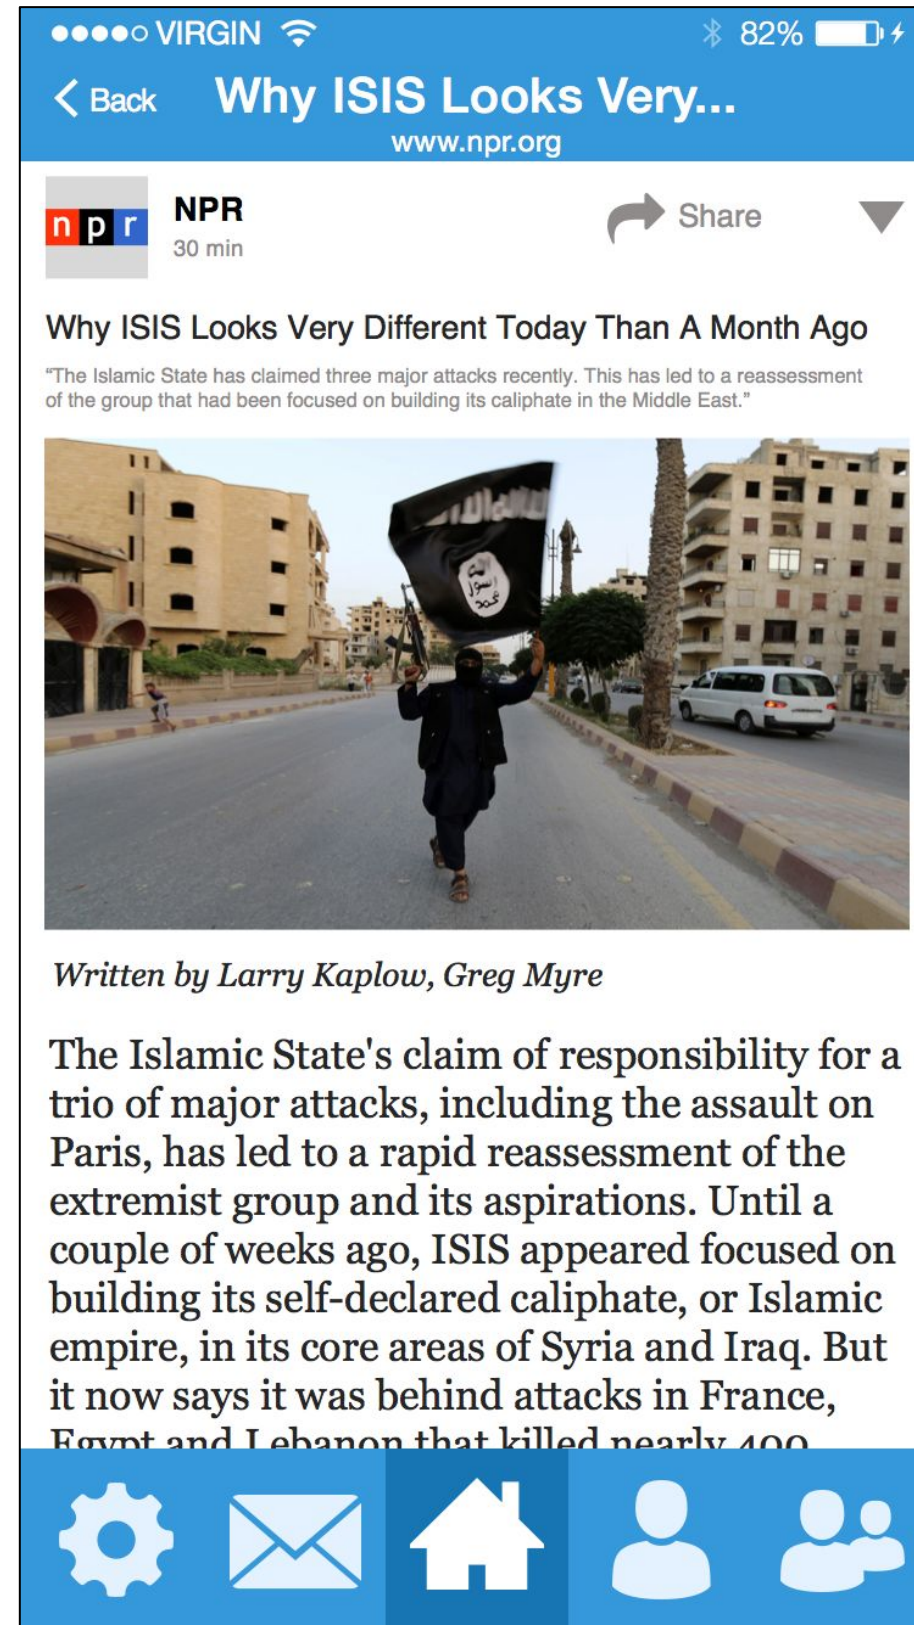 VIRGIN 82%
Back Why ISIS Looks Very...
www.npr.org
npr
NPR
Share
30 min
Why ISIS Looks Very Different Today Than A Month Ago
“The Islamic State has claimed three major attacks recently. This has led to a reassessment
of the group that had been focused on building its caliphate in the Middle East.”
الله
رسول
محمد
Written by Larry Kaplow, Greg Myre
The Islamic State's claim of responsibility for a
trio of major attacks, including the assault on
Paris, has led to a rapid reassessment of the
extremist group and its aspirations. Until a
couple of weeks ago, ISIS appeared focused on
building its self-declared caliphate, or Islamic
empire, in its core areas of Syria and Iraq. But
it now says it was behind attacks in France,
Egypt and Lebanon that killed nearly 400